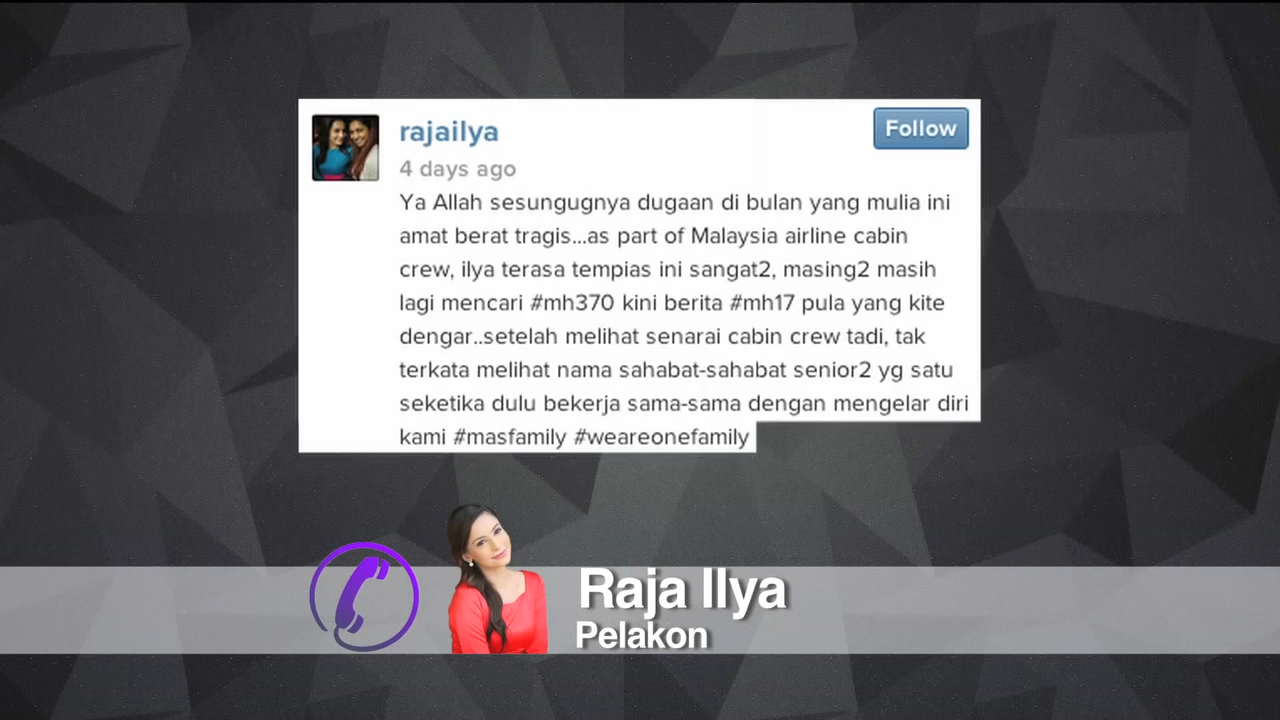 rajailya
Follow
4 days ago
Ya Allah sesungugnya dugaan di bulan yang mulia ini
amat berat tragis...as part of Malaysia airline cabin
crew, ilya terasa tempias ini sangat2, masing2 masih
lagi mencari #mh370 kini berita #mh17 pula yang kite
dengar..setelah melihat senarai cabin crew tadi, tak
terkata melihat nama sahabat-sahabat senior2 yg satu
seketika dulu bekerja sama-sama dengan mengelar diri
kami #masfamily #weareonefamily
Raja Ilya
Pelakon